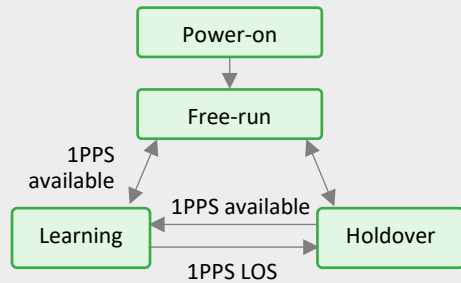 Power-on
Free-run
1PPS
available
1PPS available
Learning
Holdover
1PPS LOS